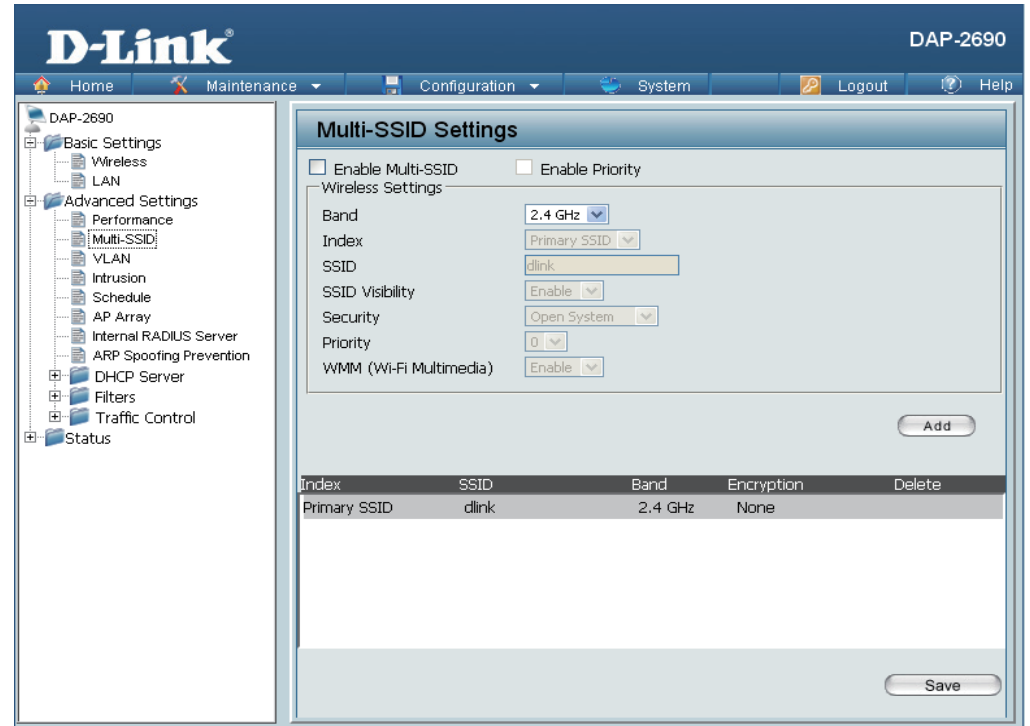 D-Link®
DAP-2690
Home Maintenance Configuration System Logout Help
DAP-2690
Basic Settings
Wireless
LAN
Advanced Settings
Performance
Multi-SSID
VLAN
Intrusion
Schedule
AP Array
Internal RADIUS Server
ARP Spoofing Prevention
DHCP Server
Filters
Traffic Control
Status
Multi-SSID Settings
Enable Multi-SSID Enable Priority
Wireless Settings
Band 2.4 GHz
Index Primary SSID
SSID dlink
SSID Visibility Enable
Security Open System
Priority 0
WMM (Wi-Fi Multimedia) Enable
Add
Index SSID Band Encryption Delete
Primary SSID dlink 2.4 GHz None
Save